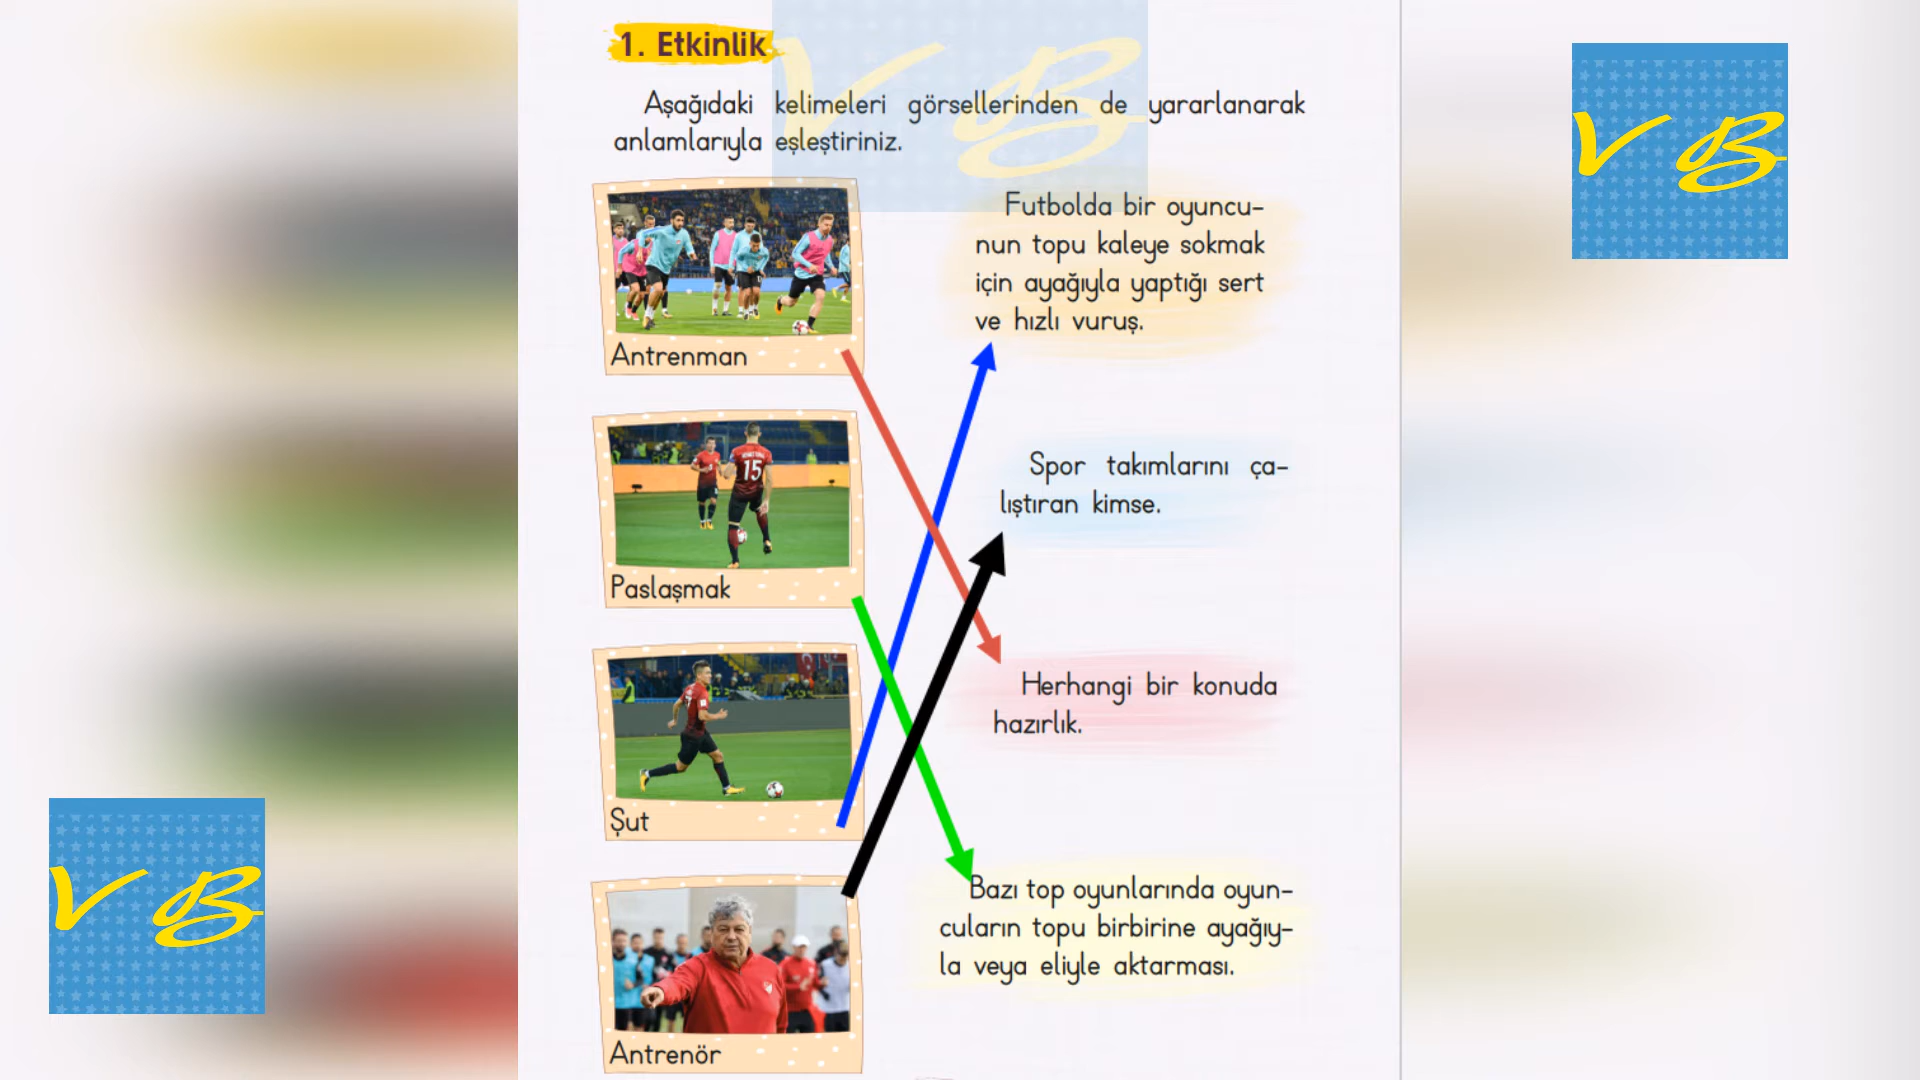 1. Etkinlik
Aşağıdaki kelimeleri görsellerinden de yararlanarak
anlamlarıyla eşleştiriniz.
Antrenman
Paslaşmak
15
Şut
Antrenör
Futbolda bir oyuncu-
nun topu kaleye sokmak
için ayağıyla yaptığı sert
ve hızlı vuruş.
Spor takımlarını ça-
lıştıran kimse.
Herhangi bir konuda
hazırlık.
Bazı top oyunlarında oyun-
cuların topu birbirine ayağıy-
la veya eliyle aktarması.
V B
V B
V B